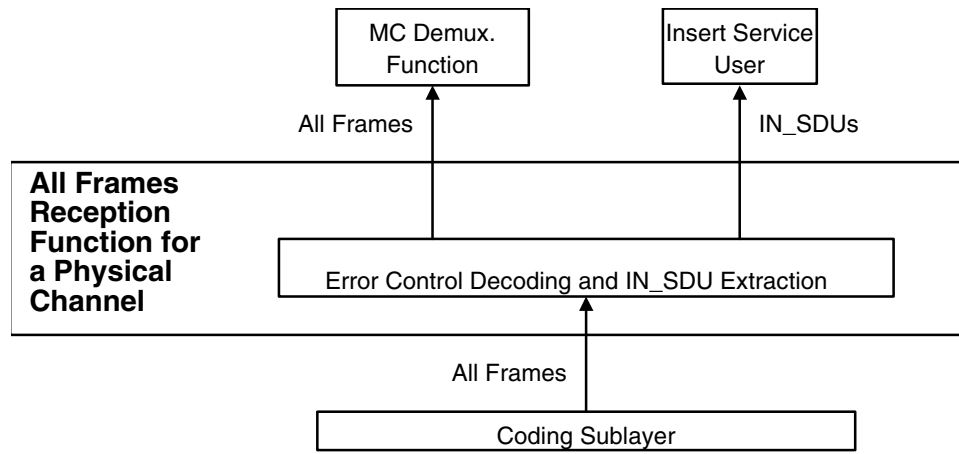 MC Demux.
Function
Insert Service
User
All Frames
IN_SDUs
All Frames
Reception
Function for
a Physical
Channel
Error Control Decoding and IN_SDU Extraction
All Frames
Coding Sublayer